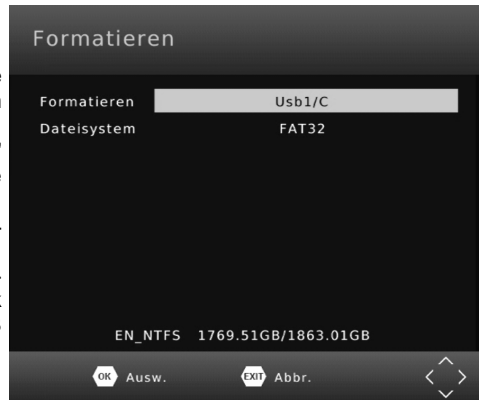 Formatieren
Formatieren Usb1/C
Dateisystem FAT32
EN_NTFS 1769.51GB/1863.01GB
OK Ausw. EXIT Abbr.